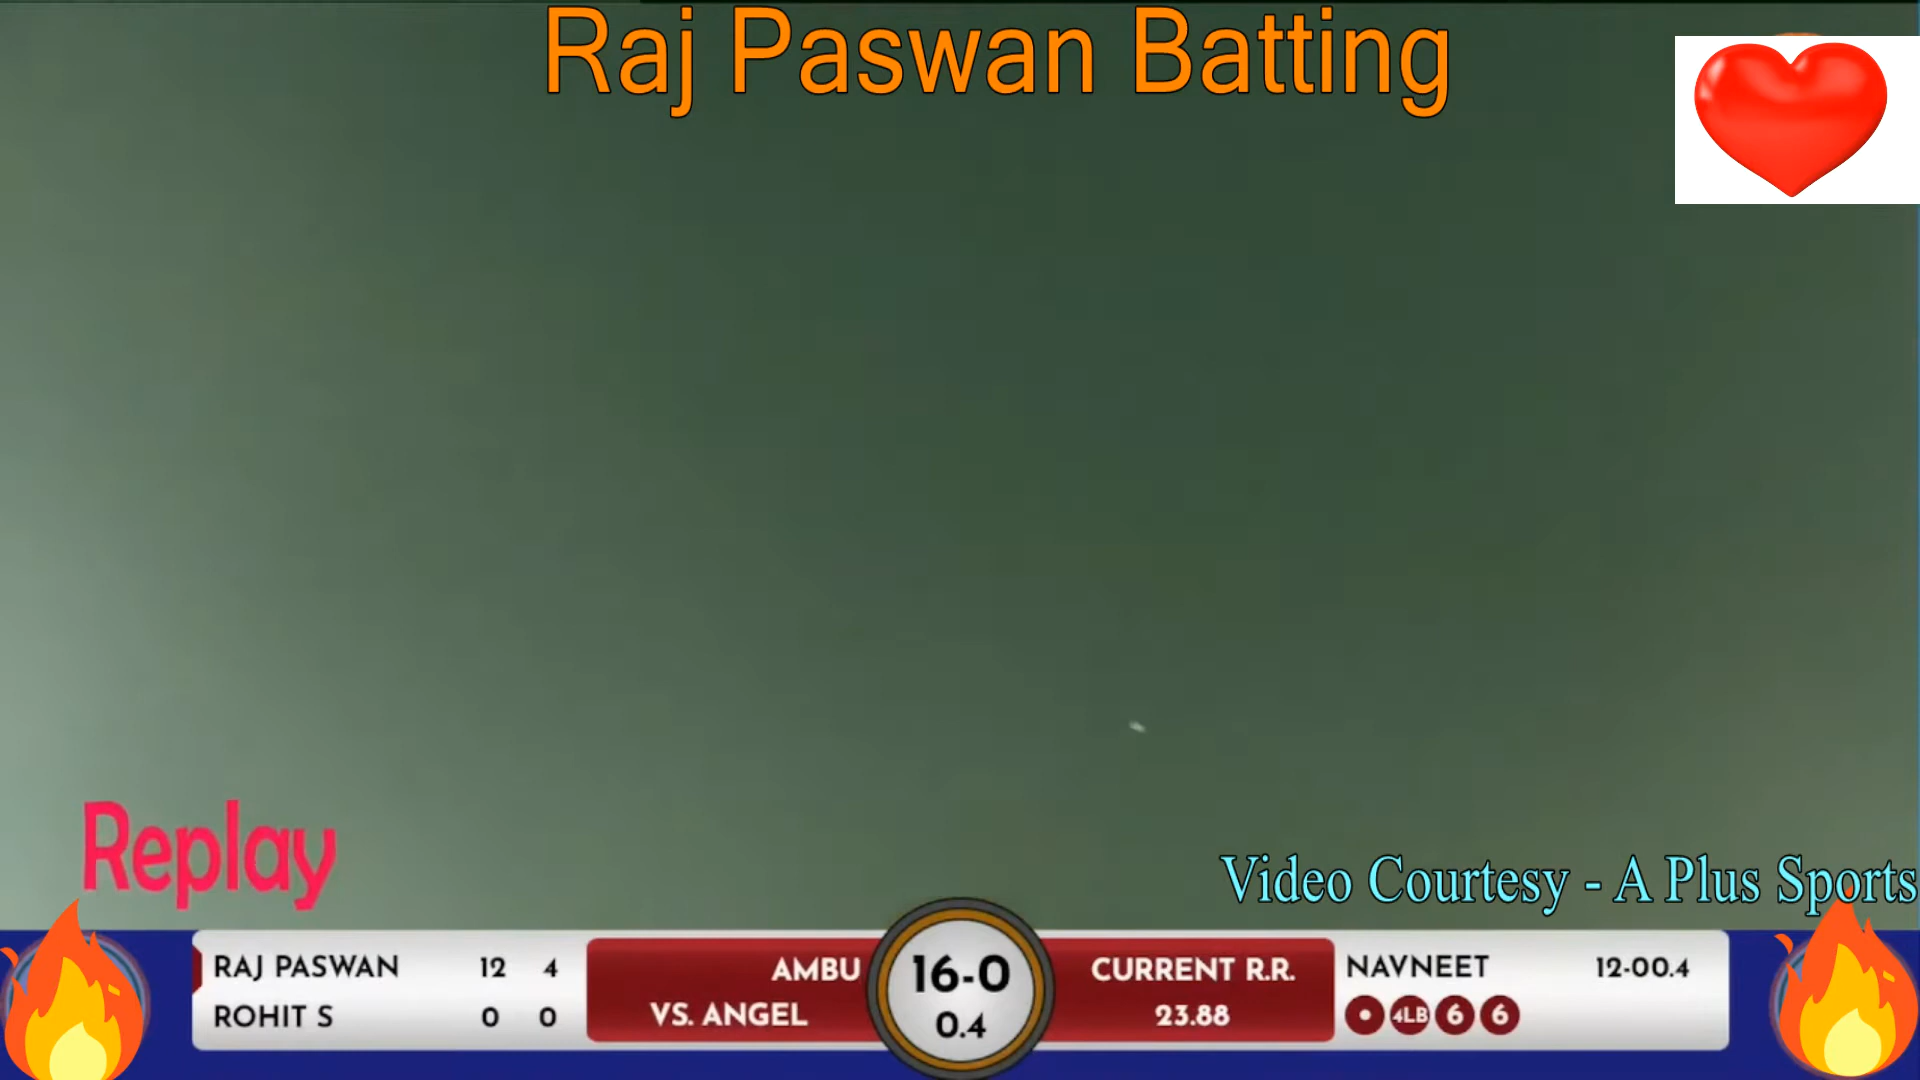 Raj Paswan Batting
Replay
Video Courtesy - A Plus Sports
RAJ PASWAN 12 4
ROHIT S 0 0
AMBU
VS. ANGEL
16-0
0.4
CURRENT R.R.
23.88
NAVNEET 12-00.4
• 4LB 6 6